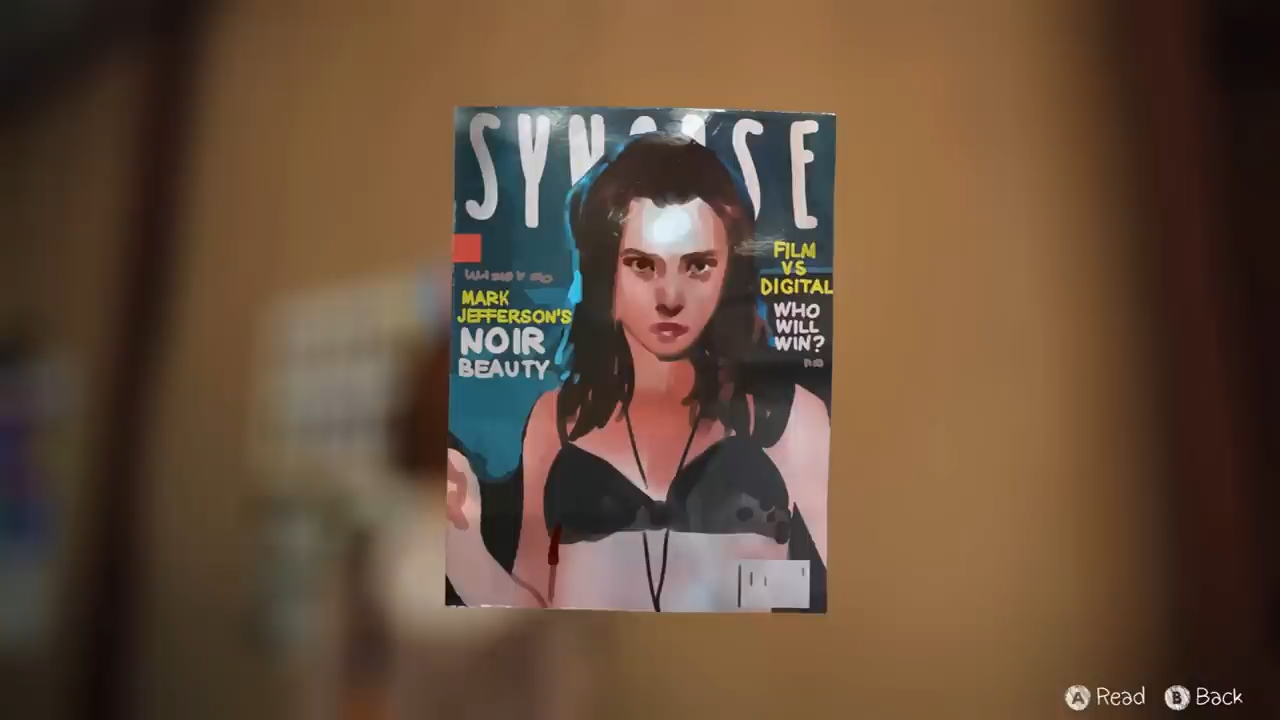 MARK
JEFFERSON'S
NOIR
BEAUTY
FILM
VS
DIGITAL
WHO
WILL
WIN?
A Read B Back